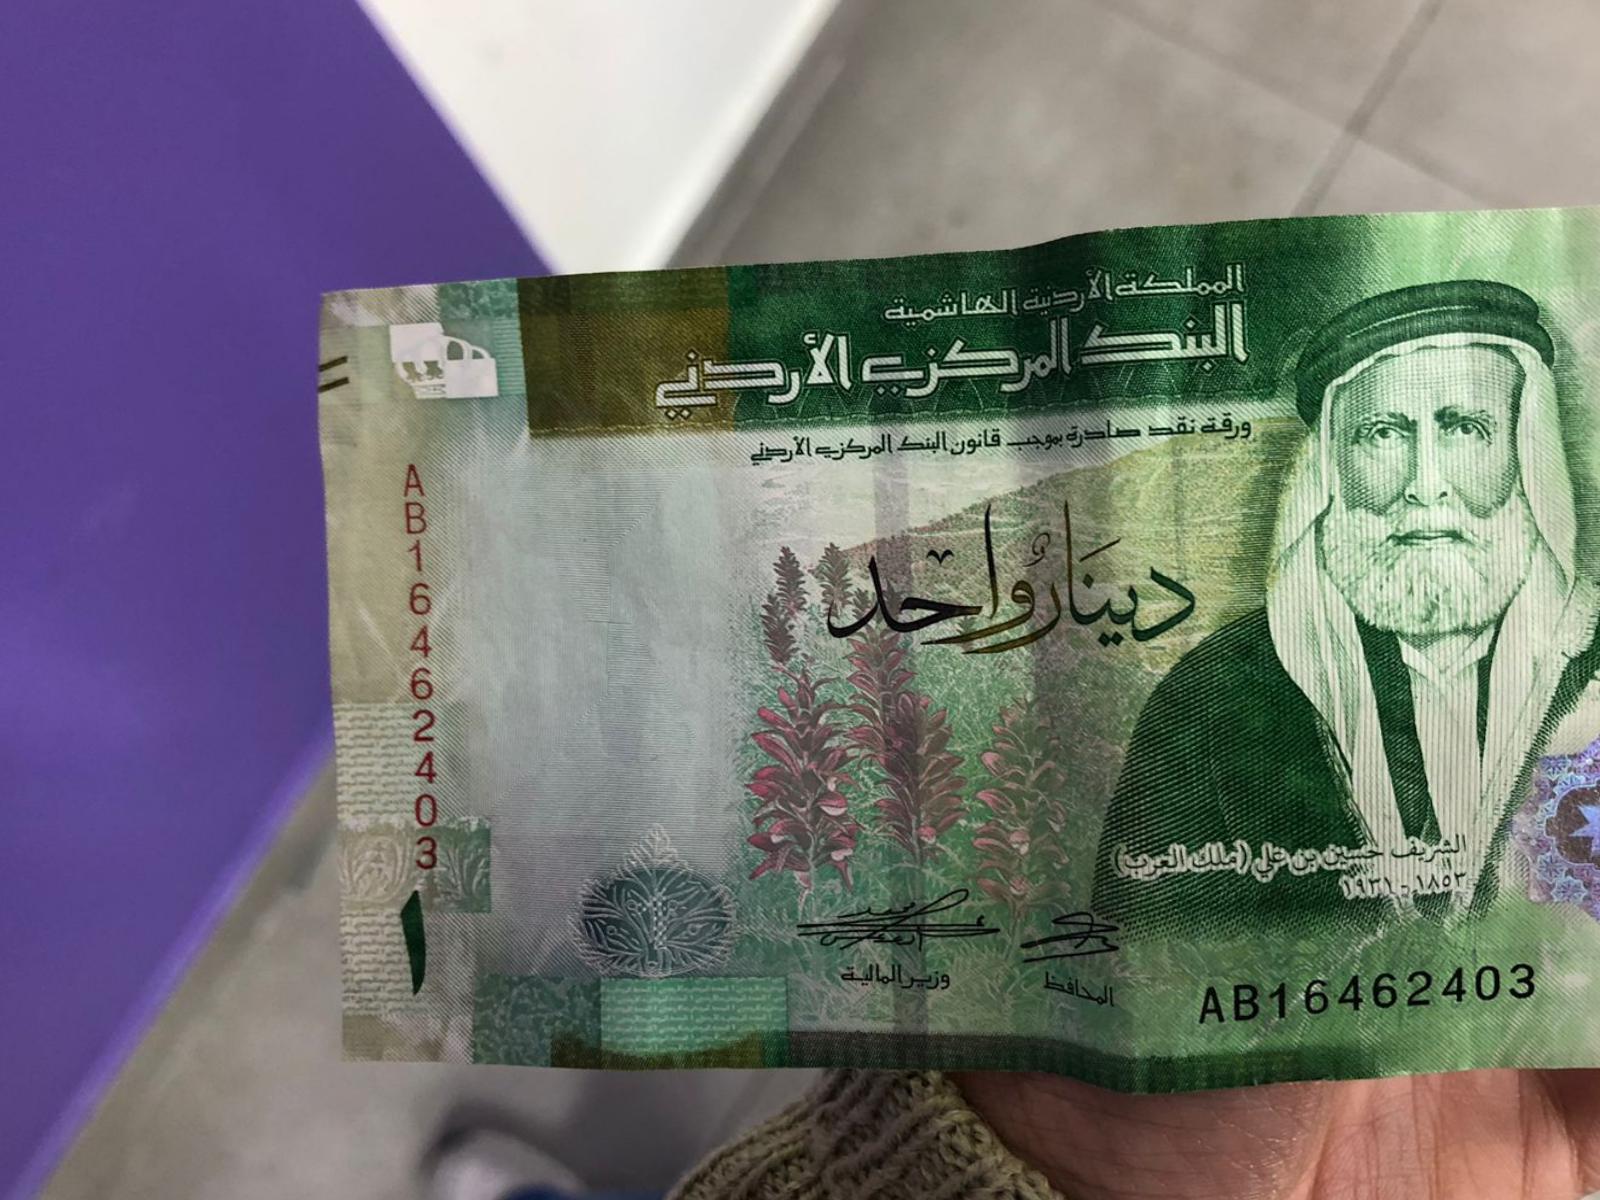 المملكة الأردنية الهاشمية
البنك المركزي الأردني
ورقة نقد صادرة بموجب قانون البنك المركزي الأردني
دينار واحد
AB16462403
١
الشريف حسين بن علي (ملك العرب)
١٨٥٣ - ١٩٣١
المحافظ
وزير المالية
AB16462403